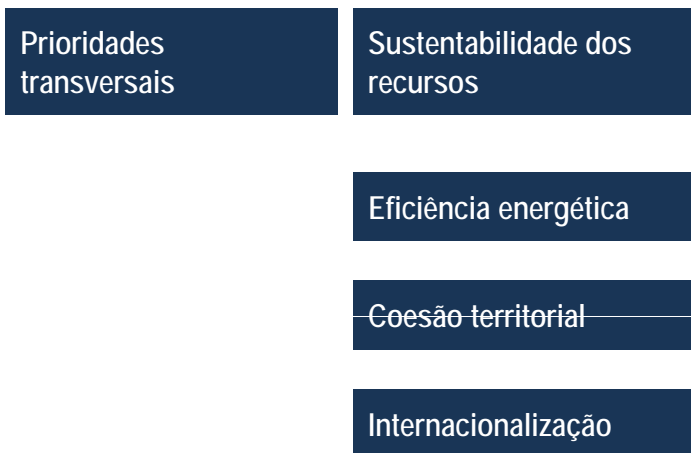 Prioridades
transversais
Sustentabilidade dos
recursos
Eficiência energética
Coesão territorial
Internacionalização